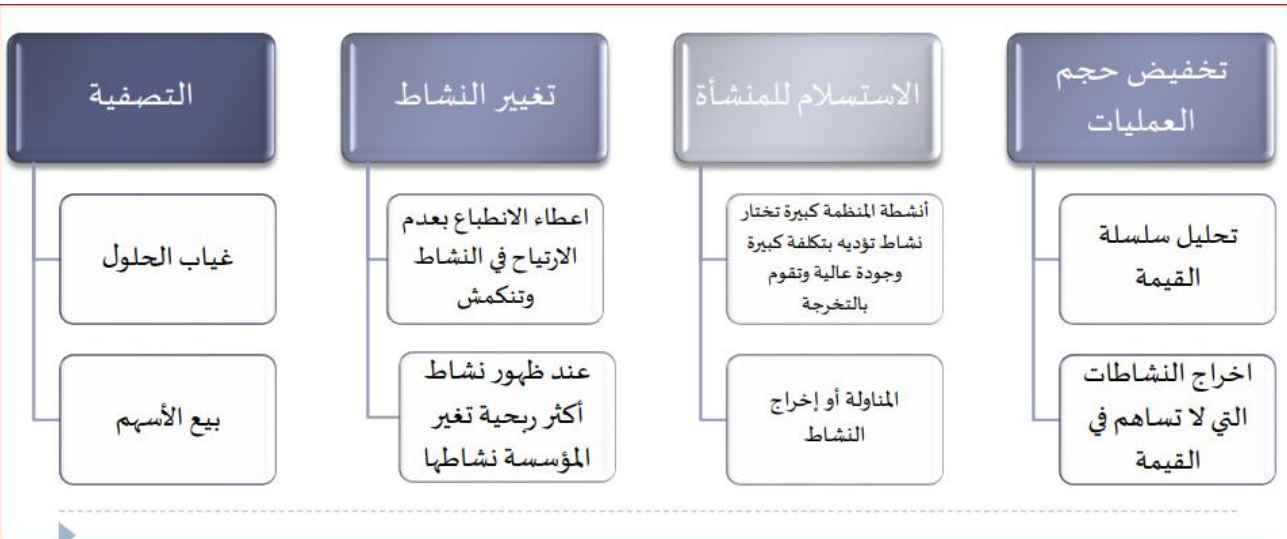 تخفيض حجم
العمليات
تحليل سلسلة
القيمة
اخراج النشاطات
التي لا تساهم في
القيمة
الاستسلام للمنشأة
أنشطة المنظمة كبيرة تختار
نشاط تؤديه بتكلفة كبيرة
وجودة عالية وتقوم
بالتخرجة
المناولة أو إخراج
النشاط
تغيير النشاط
اعطاء الانطباع بعدم
الارتياح في النشاط
وتنكمش
عند ظهور نشاط
أكثر ربحية تغير
المؤسسة نشاطها
التصفية
غياب الحلول
بيع الأسهم